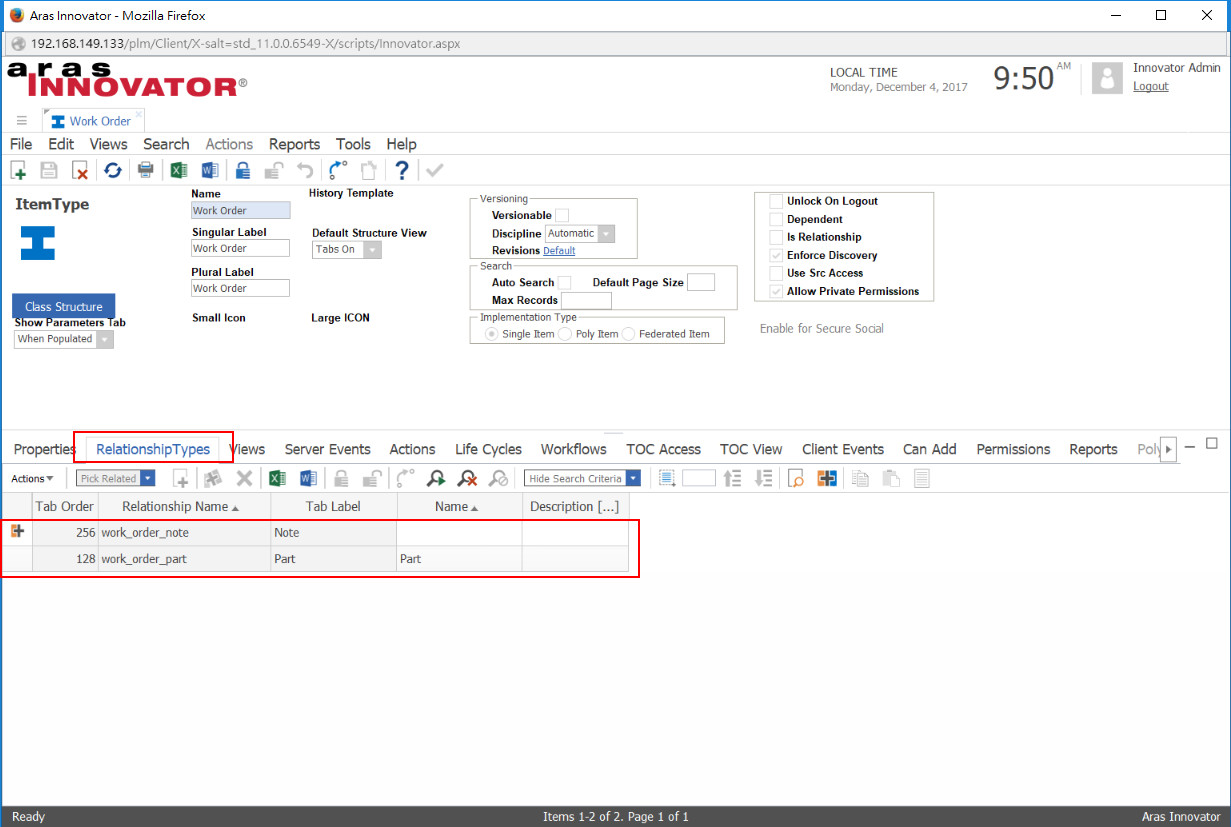 Aras Innovator - Mozilla Firefox
192.168.149.133/plm/Client/X-salt=std_11.0.0.6549-X/scripts/Innovator.aspx
aras
INNOVATOR®
LOCAL TIME
Monday, December 4, 2017
9:50 AM
Innovator Admin
Logout
Work Order
File Edit Views Search Actions Reports Tools Help
ItemType
Class Structure
Show Parameters Tab
When Populated
Name
Work Order
Singular Label
Work Order
Plural Label
Work Order
Small Icon
History Template
Default Structure View
Tabs On
Large ICON
Versioning
Versionable
Discipline Automatic
Revisions Default
Search
Auto Search Default Page Size
Max Records
Implementation Type
Single Item Poly Item Federated Item
Unlock On Logout
Dependent
Is Relationship
Enforce Discovery
Use Src Access
Allow Private Permissions
Enable for Secure Social
Properties RelationshipTypes Views Server Events Actions Life Cycles Workflows TOC Access TOC View Client Events Can Add Permissions Reports Poly
Actions Pick Related Hide Search Criteria
Tab Order Relationship Name Tab Label Name Description [...]
256 work_order_note Note
128 work_order_part Part Part
Ready Items 1-2 of 2. Page 1 of 1 Aras Innovator